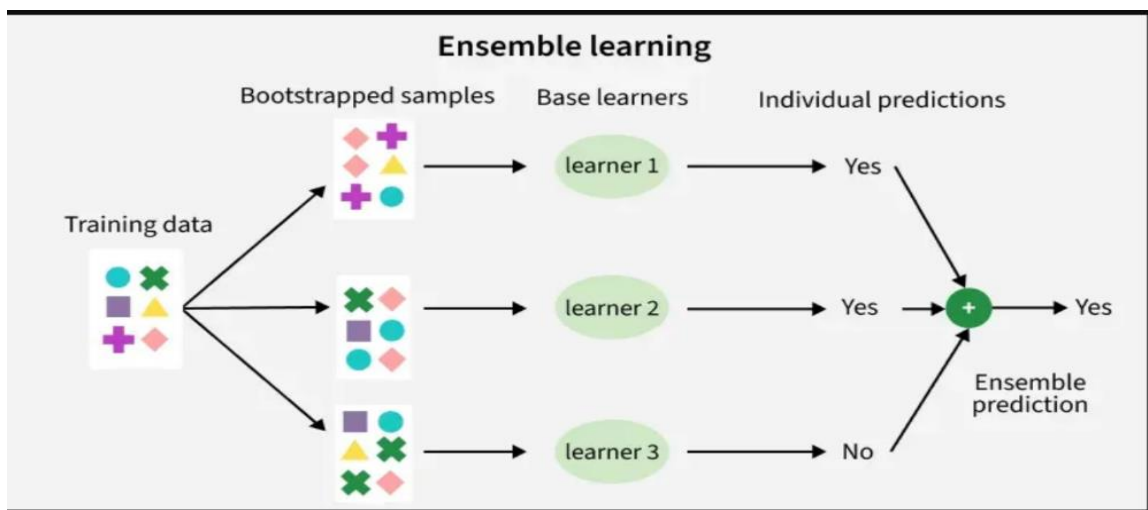 Ensemble learning
Bootstrapped samples
Base learners
Individual predictions
Training data
learner 1
Yes
learner 2
Yes
+
Yes
learner 3
No
Ensemble
prediction